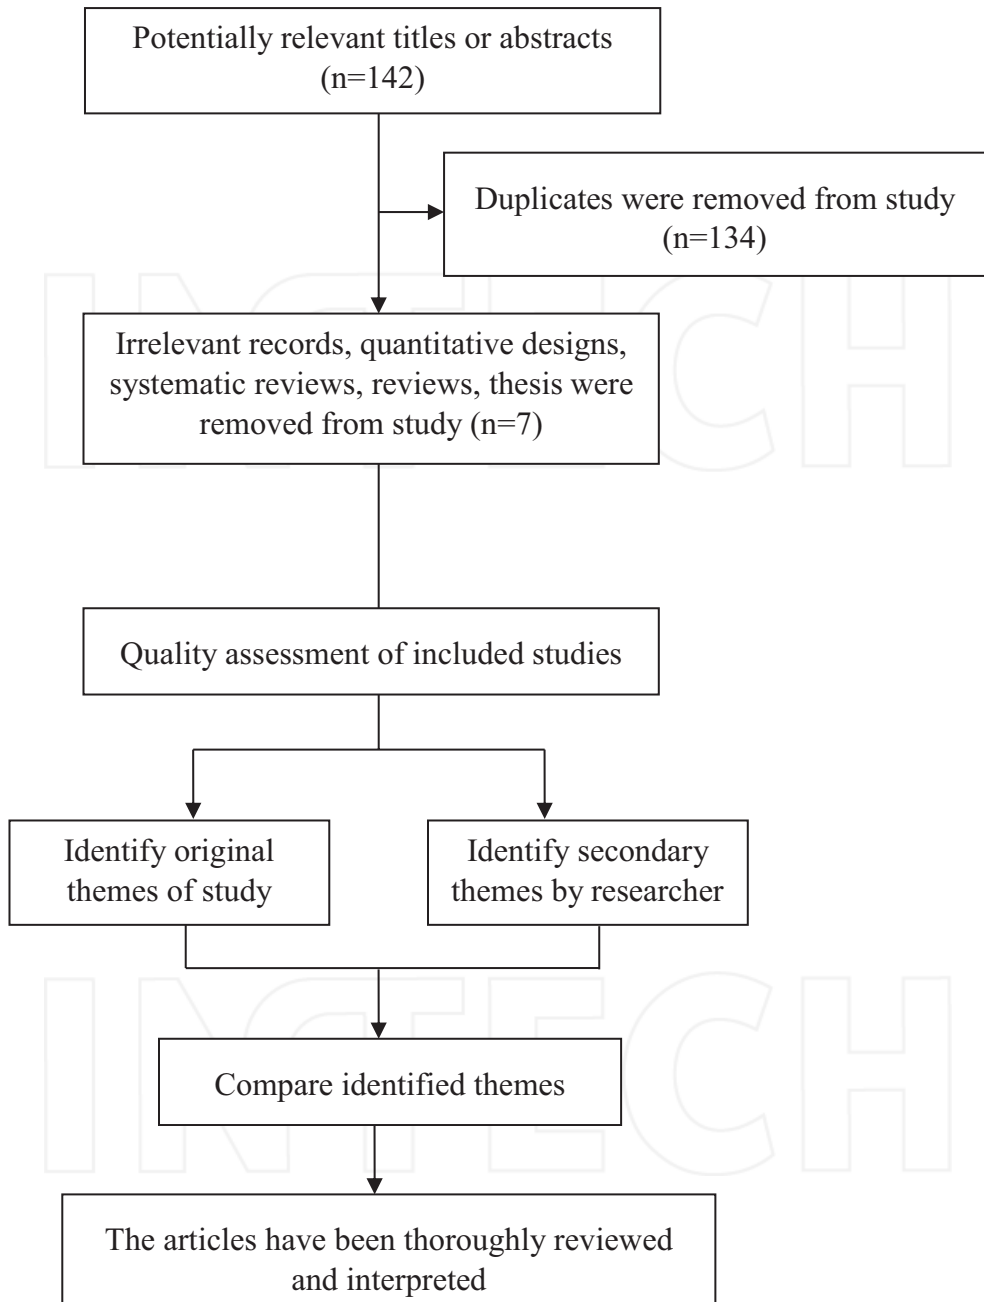 Potentially relevant titles or abstracts
(n=142)
Duplicates were removed from study
(n=134)
Irrelevant records, quantitative designs,
systematic reviews, reviews, thesis were
removed from study (n=7)
INTECH
Quality assessment of included studies
Identify original
themes of study
Identify secondary
themes by researcher
Compare identified themes
INTECH
The articles have been thoroughly reviewed
and interpreted